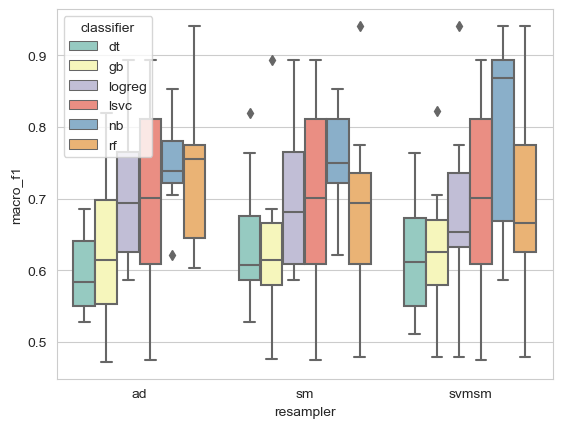 classifier
dt
gb
logreg
lsvc
nb
rf
0.9
0.8
0.7
0.6
0.5
macro_f1
ad sm svmsm
resampler